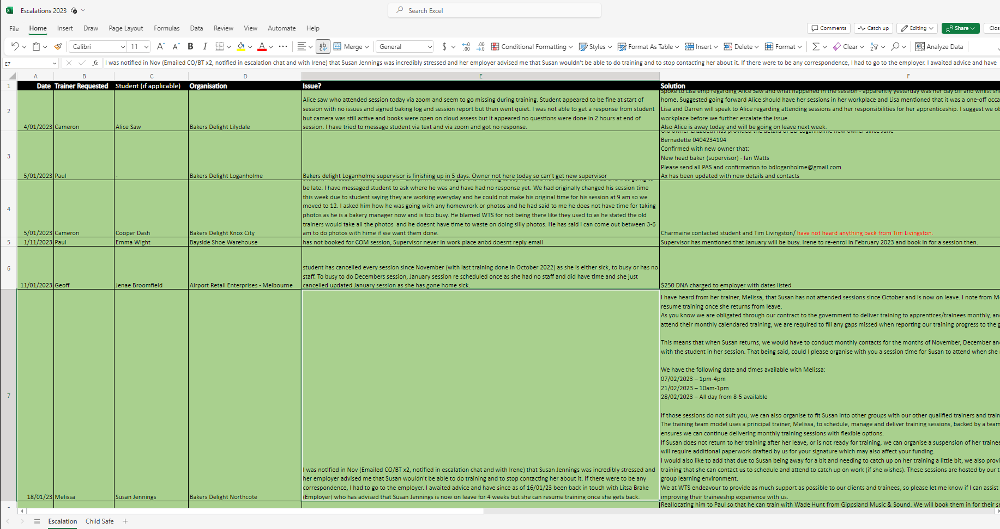 Escalations 2023
Search Excel
File Home Insert Draw Page Layout Formulas Data Review View Automate Help
Comments Catch up Editing Share Clos
Calibri 11 A^ A˅ B I A ··· ab Merge General $ .00 .00 Conditional Formatting Styles Format As Table Insert Delete Format Σ Clear Analyze Data
E7 fx I was notified in Nov (Emailed CO/BT x2, notified in escalation chat and with Irene) that Susan Jennings was incredibly stressed and her employer advised me that Susan wouldn't be able to do training and to stop contacting her about it. If there were to be any correspondence, I had to go to the employer. I awaited advice and have
A B C D E F
1 Date Trainer Requested Student (if applicable) Organisation Issue? Solution
2
4/01/2023 Cameron Alice Saw Bakers Delight Lilydale
Alice saw who attended session today via zoom and seem to go missing during training. Student appeared to be fine at start of
session with no issues and signed baking log and session report but then went quiet. I was not able to get a response from student
but camera was still active and books were open on cloud assess but it appeared no questions were done in 2 hours at end of
session. I have tried to message student via text and via zoom and got no response.
Spoke to Lisa emp regarding Alice Saw and what happened in the session - apparently yesterday was her day off and whilst she
home. Suggested going forward Alice should have her sessions in her workplace and Lisa mentioned that it was a one-off occa
Lisa and Darren will speak to Alice regarding attending sessions and her responsibilities for her apprenticeship. I suggest we ob
workplace before we further escalate the issue.
Also Alice is away today and will be going on leave next week.
3
5/01/2023 Paul - Bakers Delight Loganholme
Bakers delight Loganholme supervisor is finishing up in 5 days. Owner not here today so can't get new supervisor
Old owner Elizabeth has provided the details of BD Loganholme new owner since June
Bernadette 0404234194
Confirmed with new owner that:
New head baker (supervisor) - Ian Watts
Please send all PAS and confirmation to bdloganholme@gmail.com
Ax has been updated with new details and contacts
4
5/01/2023 Cameron Cooper Dash Bakers Delight Knox City
be late. I have messaged student to ask where he was and have had no response yet. We had originally changed his session time
this week due to student saying they are working everyday and he could not make his original time for his session at 9 am so we
moved to 12. I asked him how he was going with any homewrork or photos and he had said to me he does not have time for taking
photos as he is a bakery manager now and is too busy. He blamed WTS for not being there like they used to as he stated the old
trainers would take all the photos and he doesnt have time to waste on doing silly photos. He has said i can come out between 3-6
am to do photos with hime if we want them done.
Charmaine contacted student and Tim Livingston/ have not heard anything back from Tim Livingston.
5 1/11/2023 Paul Emma Wight Bayside Shoe Warehouse has not booked for COM session, Supervisor never in work place anbd doesnt reply email Supervisor has mentioned that January will be busy. Irene to re-enrol in February 2023 and book in for a session then.
6
11/01/2023 Geoff Jenae Broomfield Airport Retail Enterprises - Melbourne
student has cancelled every session since November (with last training done in October 2022) as she is either sick, to busy or has no
staff. To busy to do Decembers session, January session re scheduled once as she had no staff and did have time and she just
cancelled updated January session as she has gone home sick.
$250 DNA charged to employer with dates listed
7
18/01/23 Melissa Susan Jennings Bakers Delight Northcote
I was notified in Nov (Emailed CO/BT x2, notified in escalation chat and with Irene) that Susan Jennings was incredibly stressed and
her employer advised me that Susan wouldn't be able to do training and to stop contacting her about it. If there were to be any
correspondence, I had to go to the employer. I awaited advice and have since as of 16/01/23 been back in touch with Litsa Brake
(Employer) who has advised that Susan Jennings is now on leave for 4 weeks but she can resume training once she gets back.
I have heard from her trainer, Melissa, that Susan has not attended sessions since October and is now on leave. I note from M
resume training once she returns from leave.
As you know we are obligated through our contract to the government to deliver training to apprentices/trainees monthly, an
attend their monthly calendared training, we are required to fill any gaps missed when reporting our training progress to the g
This means that when Susan returns, we would have to conduct monthly contacts for the months of November, December an
with the student in her session. That being said, could I please organise with you a session time for Susan to attend when she
We have the following date and times available with Melissa:
07/02/2023 – 1pm-4pm
21/02/2023 – 10am-1pm
28/02/2023 – All day from 8-5 available
If those sessions do not suit you, we can also organise to fit Susan into other groups with our other qualified trainers and train
The training team model uses a principal trainer, Melissa, to schedule, manage and deliver training sessions, backed by a team
ensures we can continue delivering monthly training sessions with flexible options.
If Susan does not return to her training after her leave, or is not ready for training, we can organise a suspension of her trainee
will require additional paperwork drafted by us for your signature which may also affect your funding.
I would also like to add that due to Susan being away for a bit and needing to catch up on her training a little bit, we also provi
training that she can contact us to schedule and attend to catch up on work (if she wishes). These sessions are hosted by our t
group learning environment.
We at WTS endeavour to provide as much support as possible to our clients and trainees, so please let me know if I can assist
improving their traineeship experience with us.
Reallocating him to Paul so that he can train with Wade Hunt from Gippsland Music & Sound. We will book them in for their se
Escalation Child Safe +